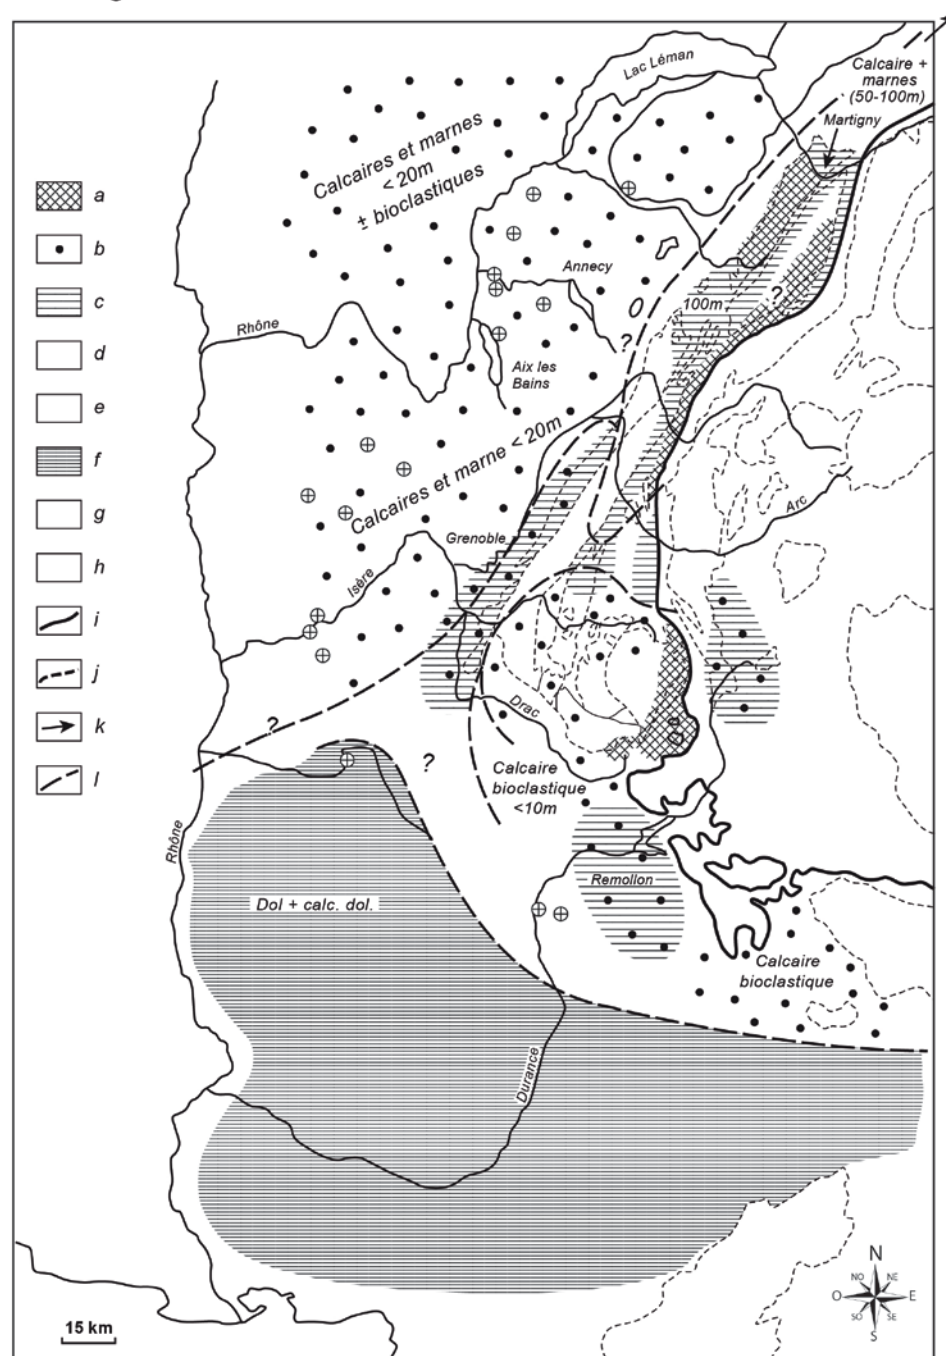 Lac Léman
Calcaire +
marnes
(50-100m)
Martigny
Calcaires et marnes
< 20m
± bioclastiques
a
b
c
d
e
f
g
h
i
j
k
l
Annecy
100m
?
Rhône
?
Aix les
Bains
Calcaires et marne < 20m
Arc
Grenoble
Isère
Drac
?
?
Calcaire
bioclastique
<10m
Rhône
Remollon
Dol + calc. dol.
Calcaire
bioclastique
Durance
N
NO
NE
O
E
SO
SE
S
15 km